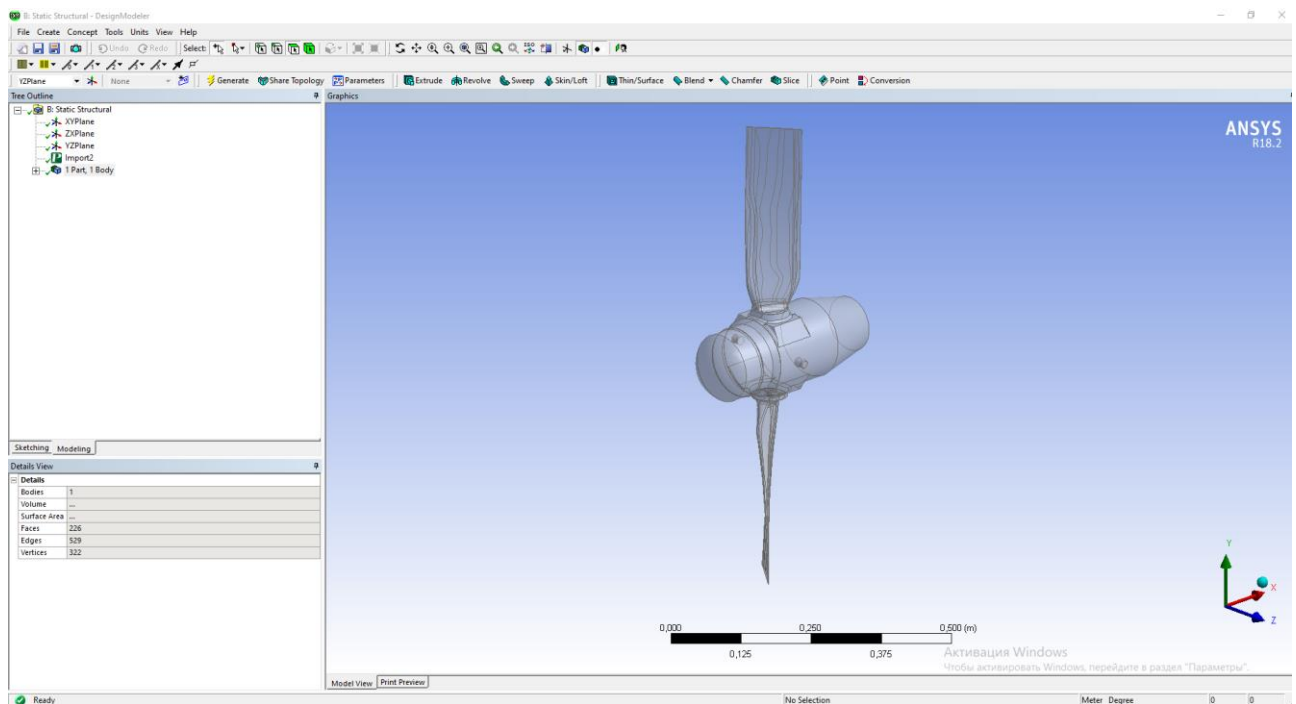 B: Static Structural - DesignModeler
File Create Concept Tools Units View Help
Undo Redo Select:
YZPlane None Generate Share Topology Parameters Extrude Revolve Sweep Skin/Loft Thin/Surface Blend Chamfer Slice Point Conversion
Tree Outline
B: Static Structural
XYPlane
ZXPlane
YZPlane
Import2
1 Part, 1 Body
Sketching Modeling
Details View
Details
Bodies 1
Volume ...
Surface Area ...
Faces 226
Edges 529
Vertices 322
Graphics
ANSYS
R18.2
Y
X
Z
0,000 0,250 0,500 (m)
0,125 0,375
Активация Windows
Чтобы активировать Windows, перейдите в раздел "Параметры".
Model View Print Preview
Ready No Selection Meter Degree 0 0